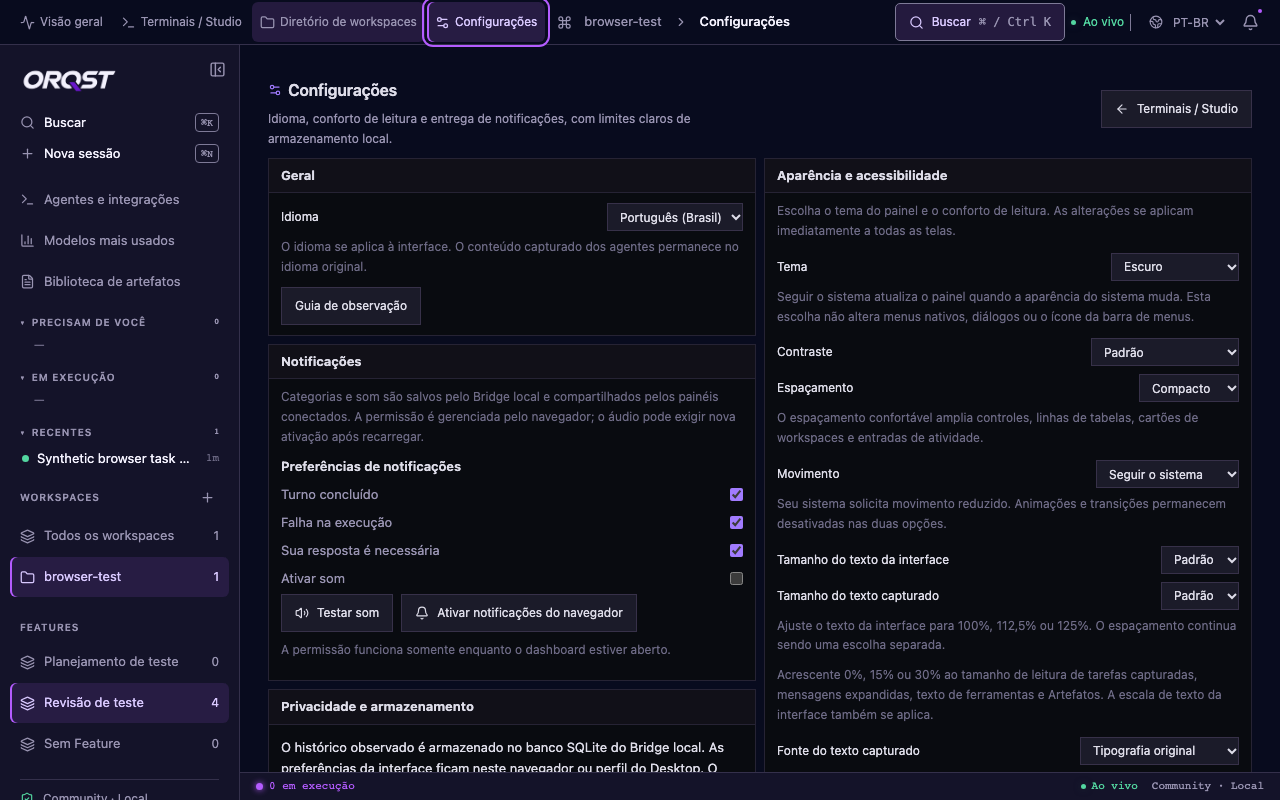 Visão geral
Terminais / Studio
Diretório de workspaces
Configurações
browser-test
Configurações
Buscar ⌘ / Ctrl K
Ao vivo
PT-BR
ORQST
Buscar ⌘K
Nova sessão ⌘N
Agentes e integrações
Modelos mais usados
Biblioteca de artefatos
PRECISAM DE VOCÊ 0
—
EM EXECUÇÃO 0
—
RECENTES 1
Synthetic browser task ... 1m
WORKSPACES
Todos os workspaces 1
browser-test 1
FEATURES
Planejamento de teste 0
Revisão de teste 4
Sem Feature 0
Community · Local
Configurações
Idioma, conforto de leitura e entrega de notificações, com limites claros de
armazenamento local.
Terminais / Studio
Geral
Idioma
Português (Brasil)
O idioma se aplica à interface. O conteúdo capturado dos agentes permanece no
idioma original.
Guia de observação
Notificações
Categorias e som são salvos pelo Bridge local e compartilhados pelos painéis
conectados. A permissão é gerenciada pelo navegador; o áudio pode exigir nova
ativação após recarregar.
Preferências de notificações
Turno concluído
Falha na execução
Sua resposta é necessária
Ativar som
Testar som
Ativar notificações do navegador
A permissão funciona somente enquanto o dashboard estiver aberto.
Privacidade e armazenamento
O histórico observado é armazenado no banco SQLite do Bridge local. As
preferências da interface ficam neste navegador ou perfil do Desktop. O
Aparência e acessibilidade
Escolha o tema do painel e o conforto de leitura. As alterações se aplicam
imediatamente a todas as telas.
Tema
Escuro
Seguir o sistema atualiza o painel quando a aparência do sistema muda. Esta
escolha não altera menus nativos, diálogos ou o ícone da barra de menus.
Contraste
Padrão
Espaçamento
Compacto
O espaçamento confortável amplia controles, linhas de tabelas, cartões de
workspaces e entradas de atividade.
Movimento
Seguir o sistema
Seu sistema solicita movimento reduzido. Animações e transições permanecem
desativadas nas duas opções.
Tamanho do texto da interface
Padrão
Tamanho do texto capturado
Padrão
Ajuste o texto da interface para 100%, 112,5% ou 125%. O espaçamento continua
sendo uma escolha separada.
Acrescente 0%, 15% ou 30% ao tamanho de leitura de tarefas capturadas,
mensagens expandidas, texto de ferramentas e Artefatos. A escala de texto da
interface também se aplica.
Fonte do texto capturado
Tipografia original
0 em execução
Ao vivo
Community · Local